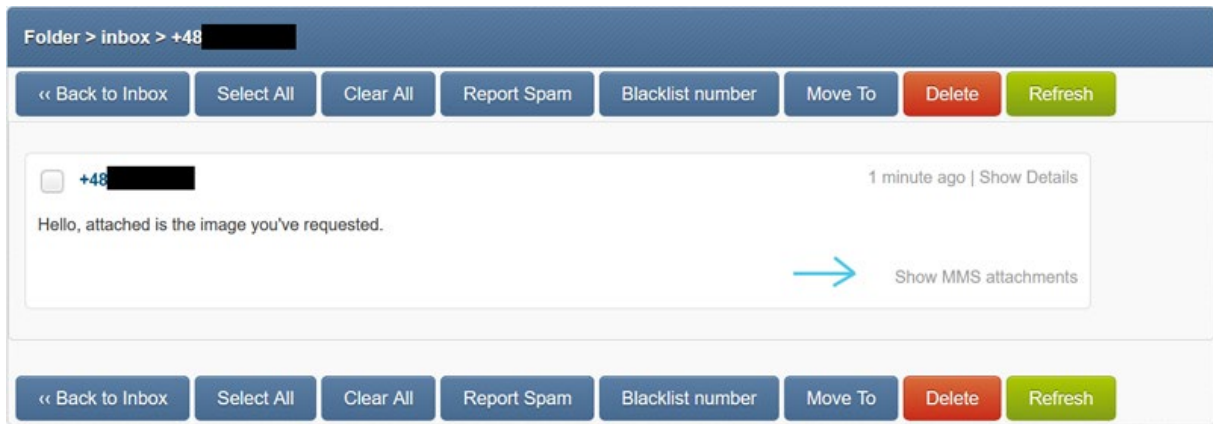 Folder > inbox > +48
‹‹ Back to Inbox Select All Clear All Report Spam Blacklist number Move To Delete Refresh
+48 1 minute ago | Show Details
Hello, attached is the image you've requested.
Show MMS attachments
‹‹ Back to Inbox Select All Clear All Report Spam Blacklist number Move To Delete Refresh